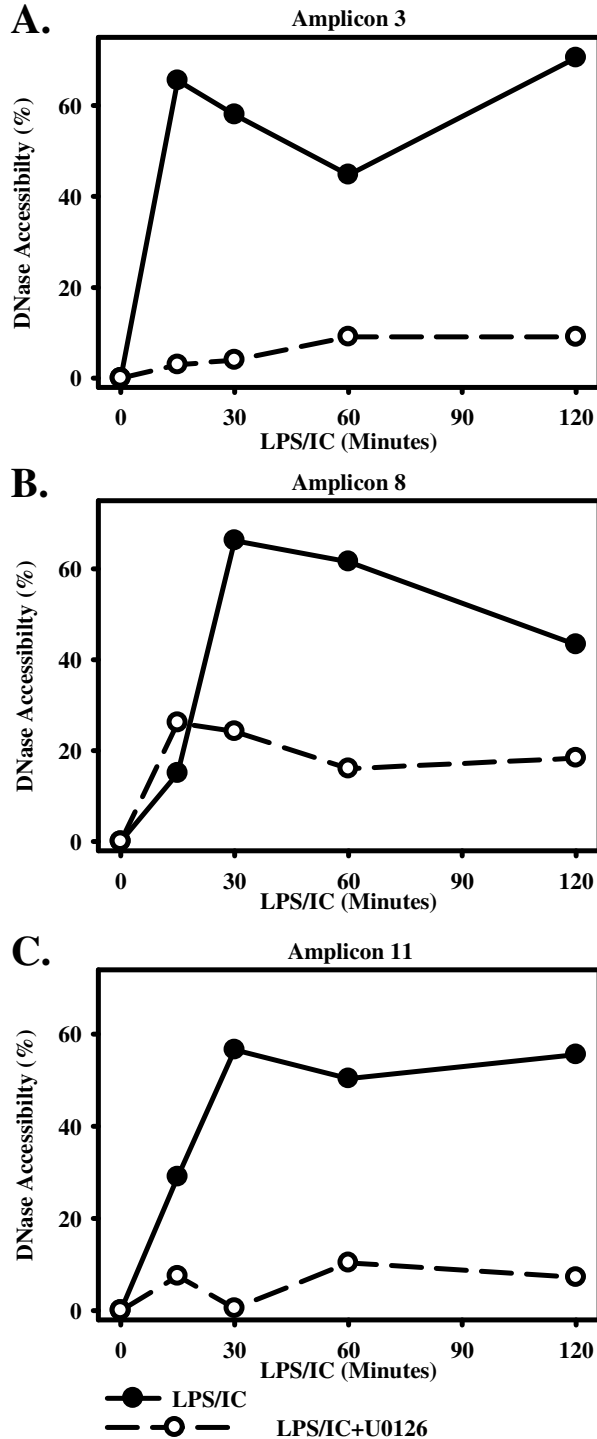 A.
Amplicon 3
DNase Accessibilty (%)
60
40
20
0
0 30 60 90 120
LPS/IC (Minutes)
B.
Amplicon 8
DNase Accessibilty (%)
60
40
20
0
0 30 60 90 120
LPS/IC (Minutes)
C.
Amplicon 11
DNase Accessibilty (%)
60
40
20
0
0 30 60 90 120
LPS/IC (Minutes)
LPS/IC
LPS/IC+U0126